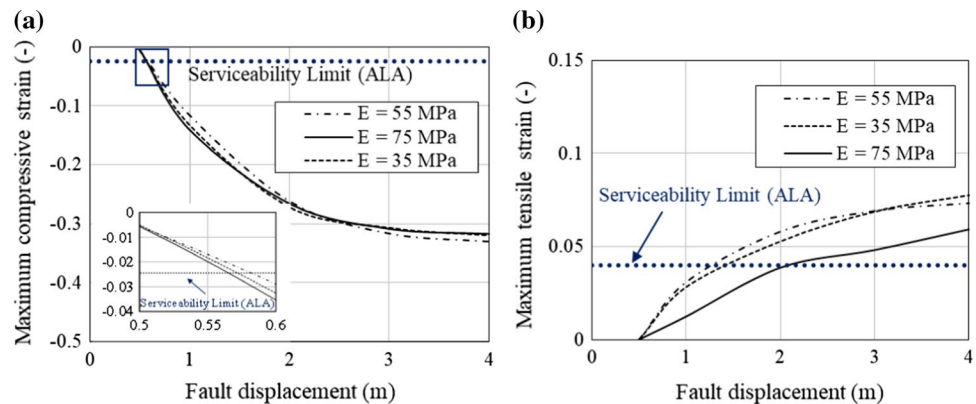 (a)
Maximum compressive strain (-)
0
-0.1
-0.2
-0.3
-0.4
-0.5
Serviceability Limit (ALA)
E = 55 MPa
E = 75 MPa
E = 35 MPa
0
-0.01
-0.02
-0.03
-0.04
Serviceability Limit (ALA)
0.5
0.55
0.6
0
1
2
3
4
Fault displacement (m)
(b)
Maximum tensile strain (-)
0.15
0.1
0.05
0
E = 55 MPa
E = 35 MPa
E = 75 MPa
Serviceability Limit (ALA)
0
1
2
3
4
Fault displacement (m)